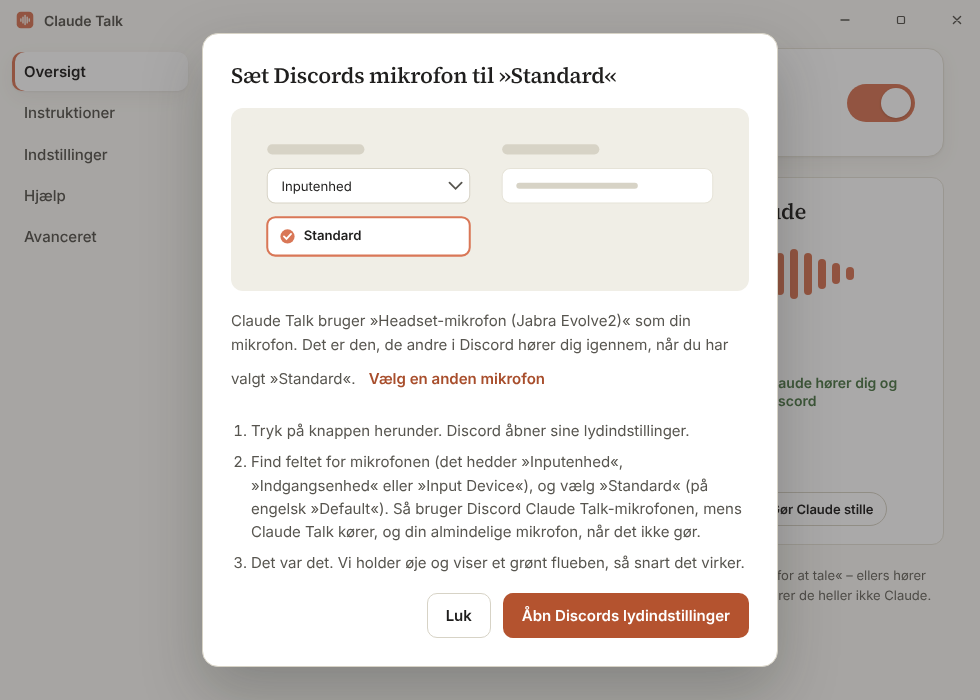 Claude Talk
Oversigt
Instruktioner
Indstillinger
Hjælp
Avanceret
Sæt Discords mikrofon til »Standard«
Inputenhed
Standard
Claude Talk bruger »Headset-mikrofon (Jabra Evolve2)« som din
mikrofon. Det er den, de andre i Discord hører dig igennem, når du har
valgt »Standard«. Vælg en anden mikrofon
1. Tryk på knappen herunder. Discord åbner sine lydindstillinger.
2. Find feltet for mikrofonen (det hedder »Inputenhed«,
»Indgangsenhed« eller »Input Device«), og vælg »Standard« (på
engelsk »Default«). Så bruger Discord Claude Talk-mikrofonen, mens
Claude Talk kører, og din almindelige mikrofon, når det ikke gør.
3. Det var det. Vi holder øje og viser et grønt flueben, så snart det virker.
Luk
Åbn Discords lydindstillinger
hører dig og
Claude stille
for at tale« – ellers hører
de heller ikke Claude.